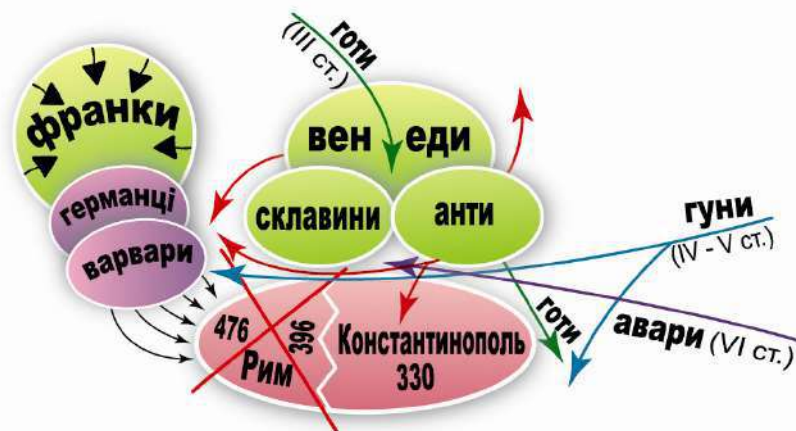 готи
(III ст.)
франки
вен еди
германці
склавини
анти
варвари
гуни
(IV - V ст.)
476
396
Рим
Константинополь
330
готи
авари (VI ст.)